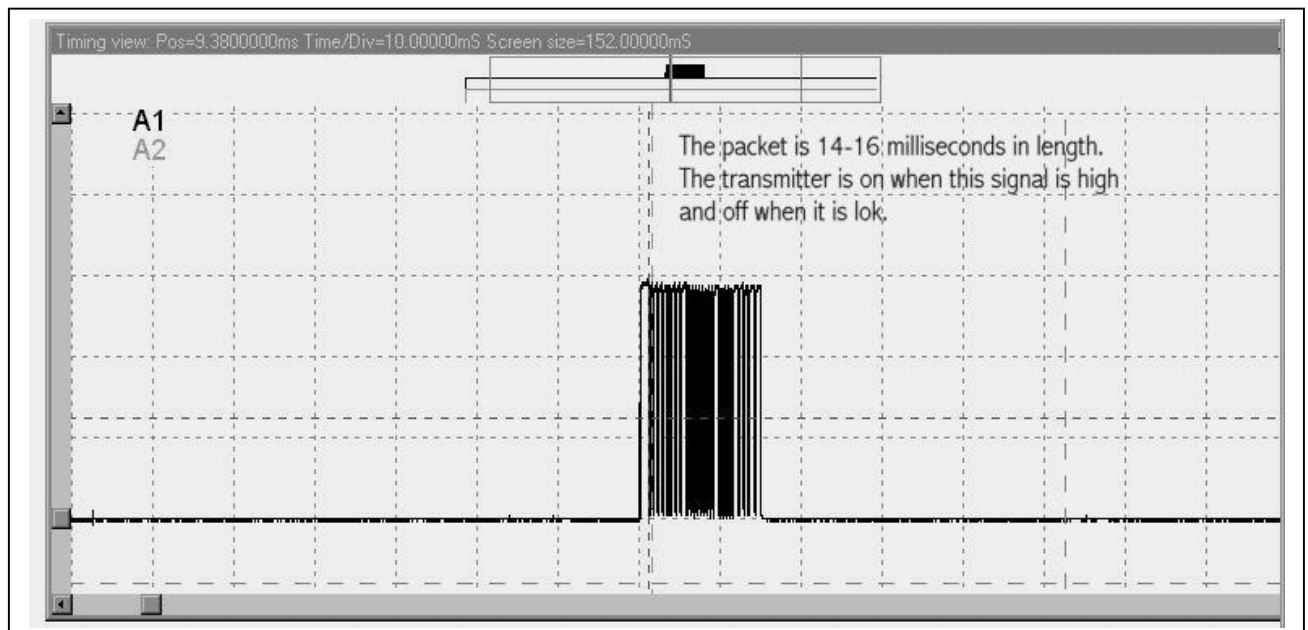 Timing view: Pos=9.3800000ms Time/Div=10.00000mS Screen size=152.00000mS
A1
A2
The packet is 14-16 milliseconds in length.
The transmitter is on when this signal is high
and off when it is lok.